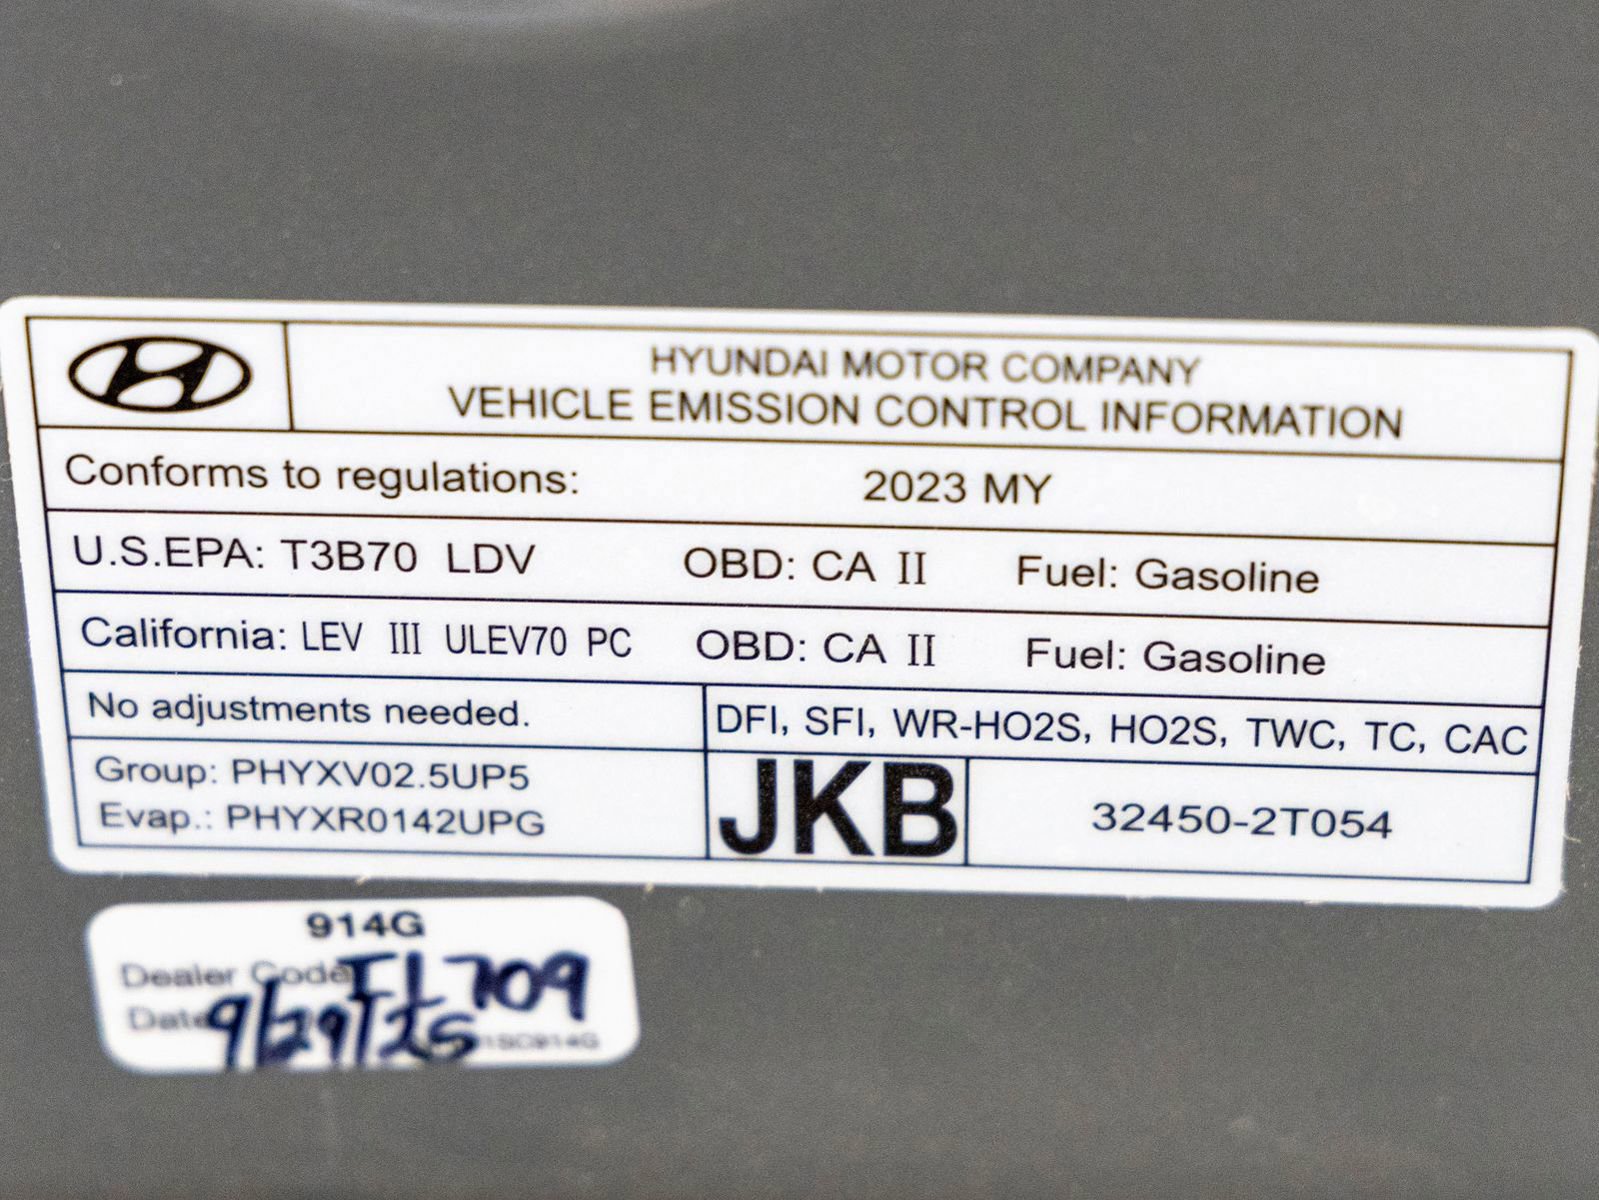 HYUNDAI MOTOR COMPANY
VEHICLE EMISSION CONTROL INFORMATION
Conforms to regulations: 2023 MY
U.S.EPA: T3B70 LDV OBD: CA II Fuel: Gasoline
California: LEV III ULEV70 PC OBD: CA II Fuel: Gasoline
No adjustments needed.
DFI, SFI, WR-HO2S, HO2S, TWC, TC, CAC
Group: PHYXV02.5UP5
Evap.: PHYXR0142UPG
JKB
32450-2T054
914G
Dealer Code FL709
Date 9/29/25